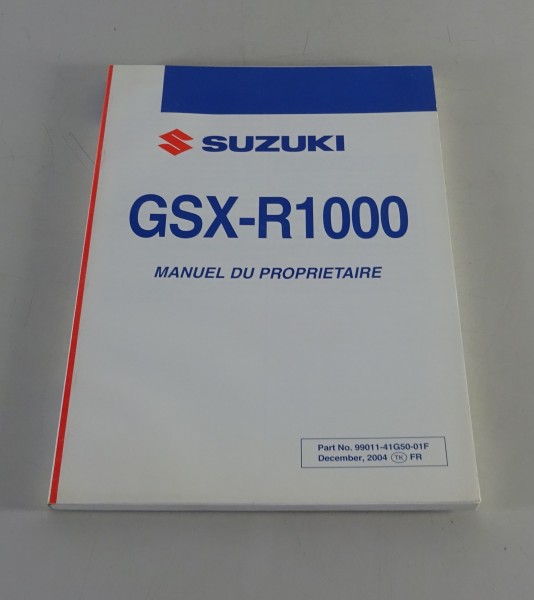 SUZUKI
GSX-R1000
MANUEL DU PROPRIETAIRE
Part No. 99011-41G50-01F
December, 2004 TK FR